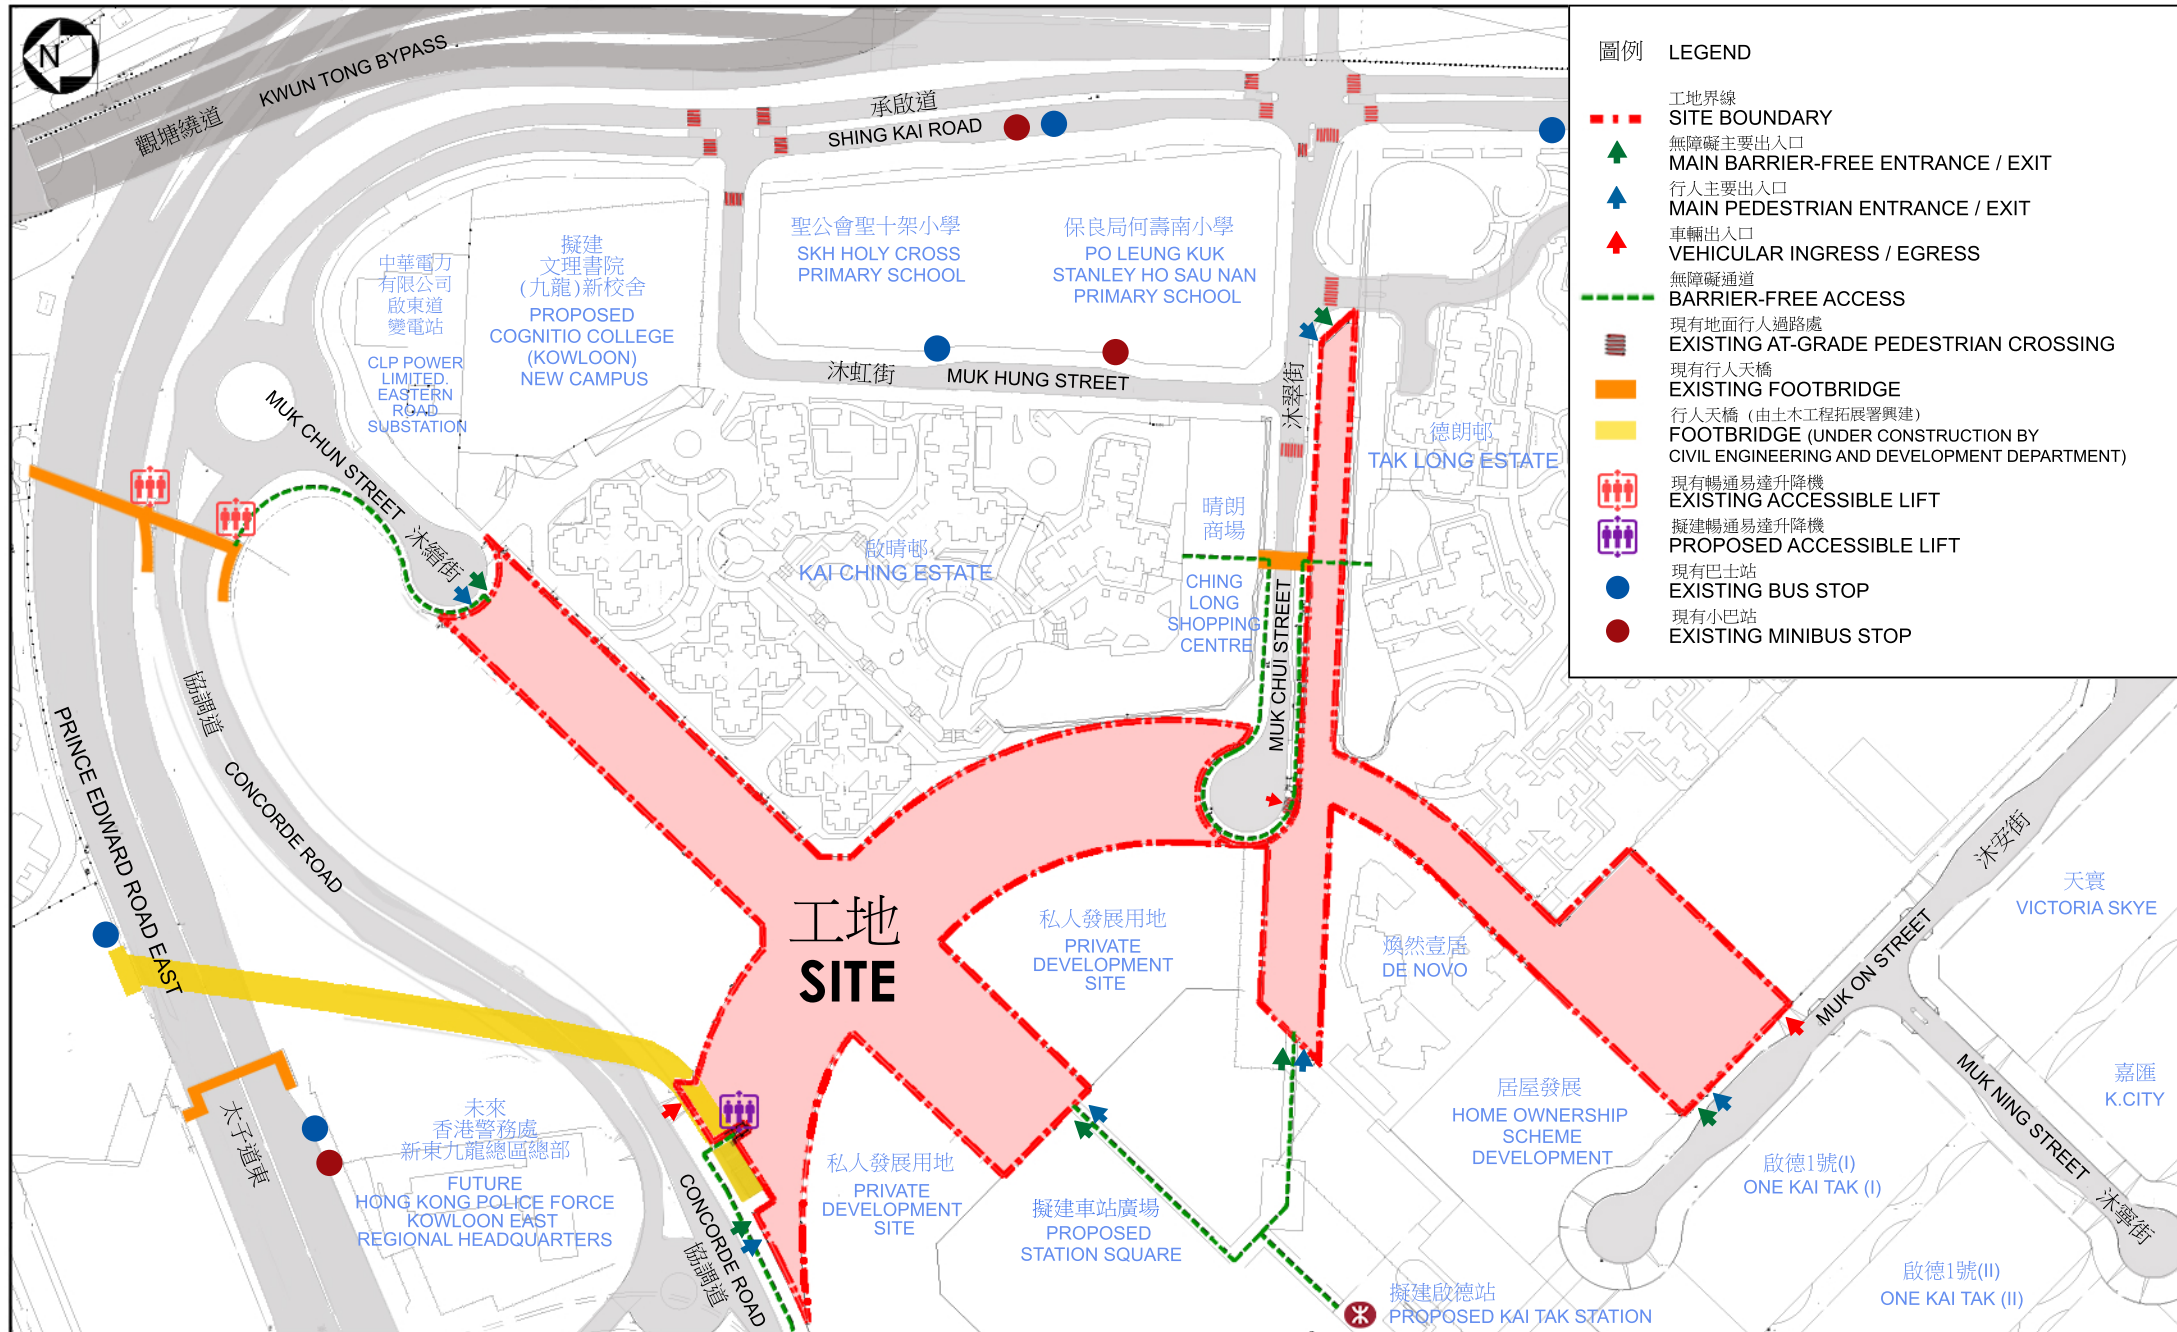 N
觀塘繞道
KWUN TONG BYPASS
承啟道
SHING KAI ROAD
聖公會聖十架小學
SKH HOLY CROSS
PRIMARY SCHOOL
保良局何壽南小學
PO LEUNG KUK
STANLEY HO SAU NAN
PRIMARY SCHOOL
中華電力
有限公司
啟東道
變電站
CLP POWER
LIMITED.
EASTERN
ROAD
SUBSTATION
擬建
文理書院
(九龍)新校舍
PROPOSED
COGNITIO COLLEGE
(KOWLOON)
NEW CAMPUS
沐虹街
MUK HUNG STREET
沐翠街
MUK CHUN STREET
沐縉街
德朗邨
TAK LONG ESTATE
晴朗
商場
CHING
LONG
SHOPPING
CENTRE
啟晴邨
KAI CHING ESTATE
MUK CHUI STREET
協調道
CONCORDE ROAD
PRINCE EDWARD ROAD EAST
太子道東
工地
SITE
私人發展用地
PRIVATE
DEVELOPMENT
SITE
煥然壹居
DE NOVO
沐安街
MUK ON STREET
天寰
VICTORIA SKYE
嘉匯
K.CITY
MUK NING STREET
沐寧街
居屋發展
HOME OWNERSHIP
SCHEME
DEVELOPMENT
啟德1號(I)
ONE KAI TAK (I)
啟德1號(II)
ONE KAI TAK (II)
未來
香港警務處
新東九龍總區總部
FUTURE
HONG KONG POLICE FORCE
KOWLOON EAST
REGIONAL HEADQUARTERS
CONCORDE ROAD
協調道
私人發展用地
PRIVATE
DEVELOPMENT
SITE
擬建車站廣場
PROPOSED
STATION SQUARE
擬建啟德站
PROPOSED KAI TAK STATION
圖例 LEGEND
工地界線
SITE BOUNDARY
無障礙主要出入口
MAIN BARRIER-FREE ENTRANCE / EXIT
行人主要出入口
MAIN PEDESTRIAN ENTRANCE / EXIT
車輛出入口
VEHICULAR INGRESS / EGRESS
無障礙通道
BARRIER-FREE ACCESS
現有地面行人過路處
EXISTING AT-GRADE PEDESTRIAN CROSSING
現有行人天橋
EXISTING FOOTBRIDGE
行人天橋 (由土木工程拓展署興建)
FOOTBRIDGE (UNDER CONSTRUCTION BY
CIVIL ENGINEERING AND DEVELOPMENT DEPARTMENT)
現有暢通易達升降機
EXISTING ACCESSIBLE LIFT
擬建暢通易達升降機
PROPOSED ACCESSIBLE LIFT
現有巴士站
EXISTING BUS STOP
現有小巴站
EXISTING MINIBUS STOP